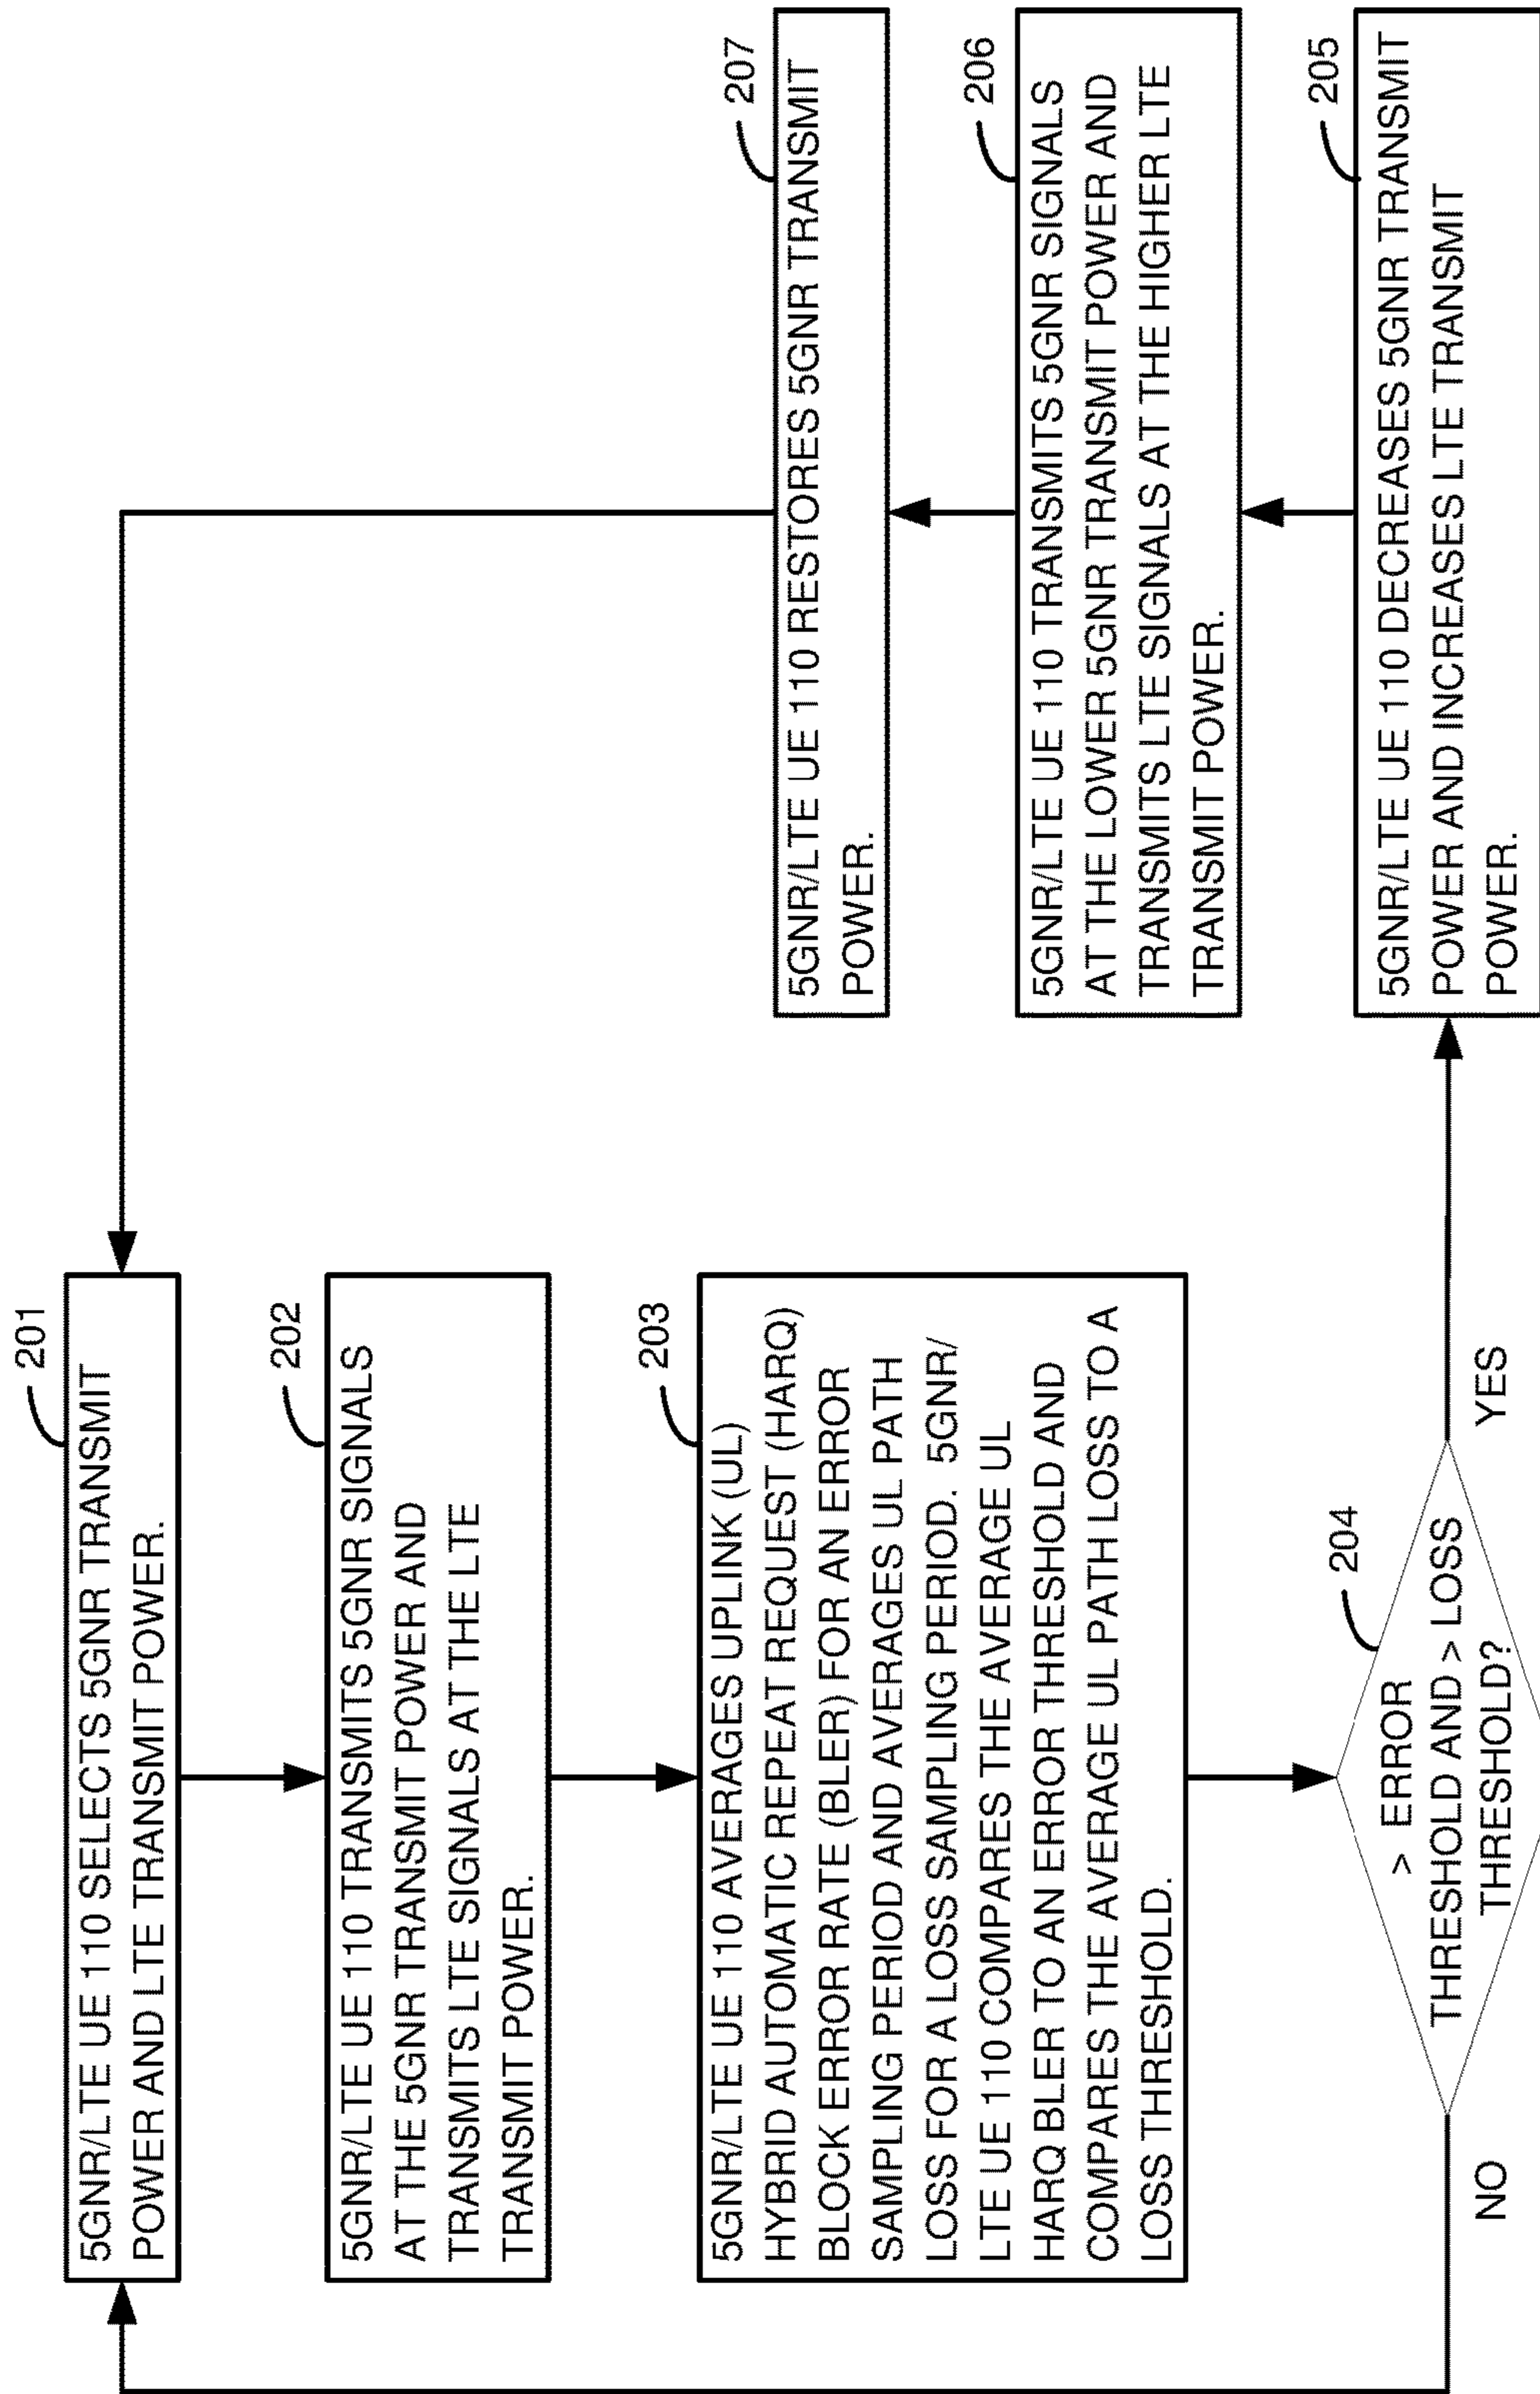 201
5GNR/LTE UE 110 SELECTS 5GNR TRANSMIT
POWER AND LTE TRANSMIT POWER.
202
5GNR/LTE UE 110 TRANSMITS 5GNR SIGNALS
AT THE 5GNR TRANSMIT POWER AND
TRANSMITS LTE SIGNALS AT THE LTE
TRANSMIT POWER.
203
5GNR/LTE UE 110 AVERAGES UPLINK (UL)
HYBRID AUTOMATIC REPEAT REQUEST (HARQ)
BLOCK ERROR RATE (BLER) FOR AN ERROR
SAMPLING PERIOD AND AVERAGES UL PATH
LOSS FOR A LOSS SAMPLING PERIOD. 5GNR/
LTE UE 110 COMPARES THE AVERAGE UL
HARQ BLER TO AN ERROR THRESHOLD AND
COMPARES THE AVERAGE UL PATH LOSS TO A
LOSS THRESHOLD.
204
> ERROR
THRESHOLD AND > LOSS
THRESHOLD?
NO
YES
205
5GNR/LTE UE 110 DECREASES 5GNR TRANSMIT
POWER AND INCREASES LTE TRANSMIT
POWER.
206
5GNR/LTE UE 110 TRANSMITS 5GNR SIGNALS
AT THE LOWER 5GNR TRANSMIT POWER AND
TRANSMITS LTE SIGNALS AT THE HIGHER LTE
TRANSMIT POWER.
207
5GNR/LTE UE 110 RESTORES 5GNR TRANSMIT
POWER.